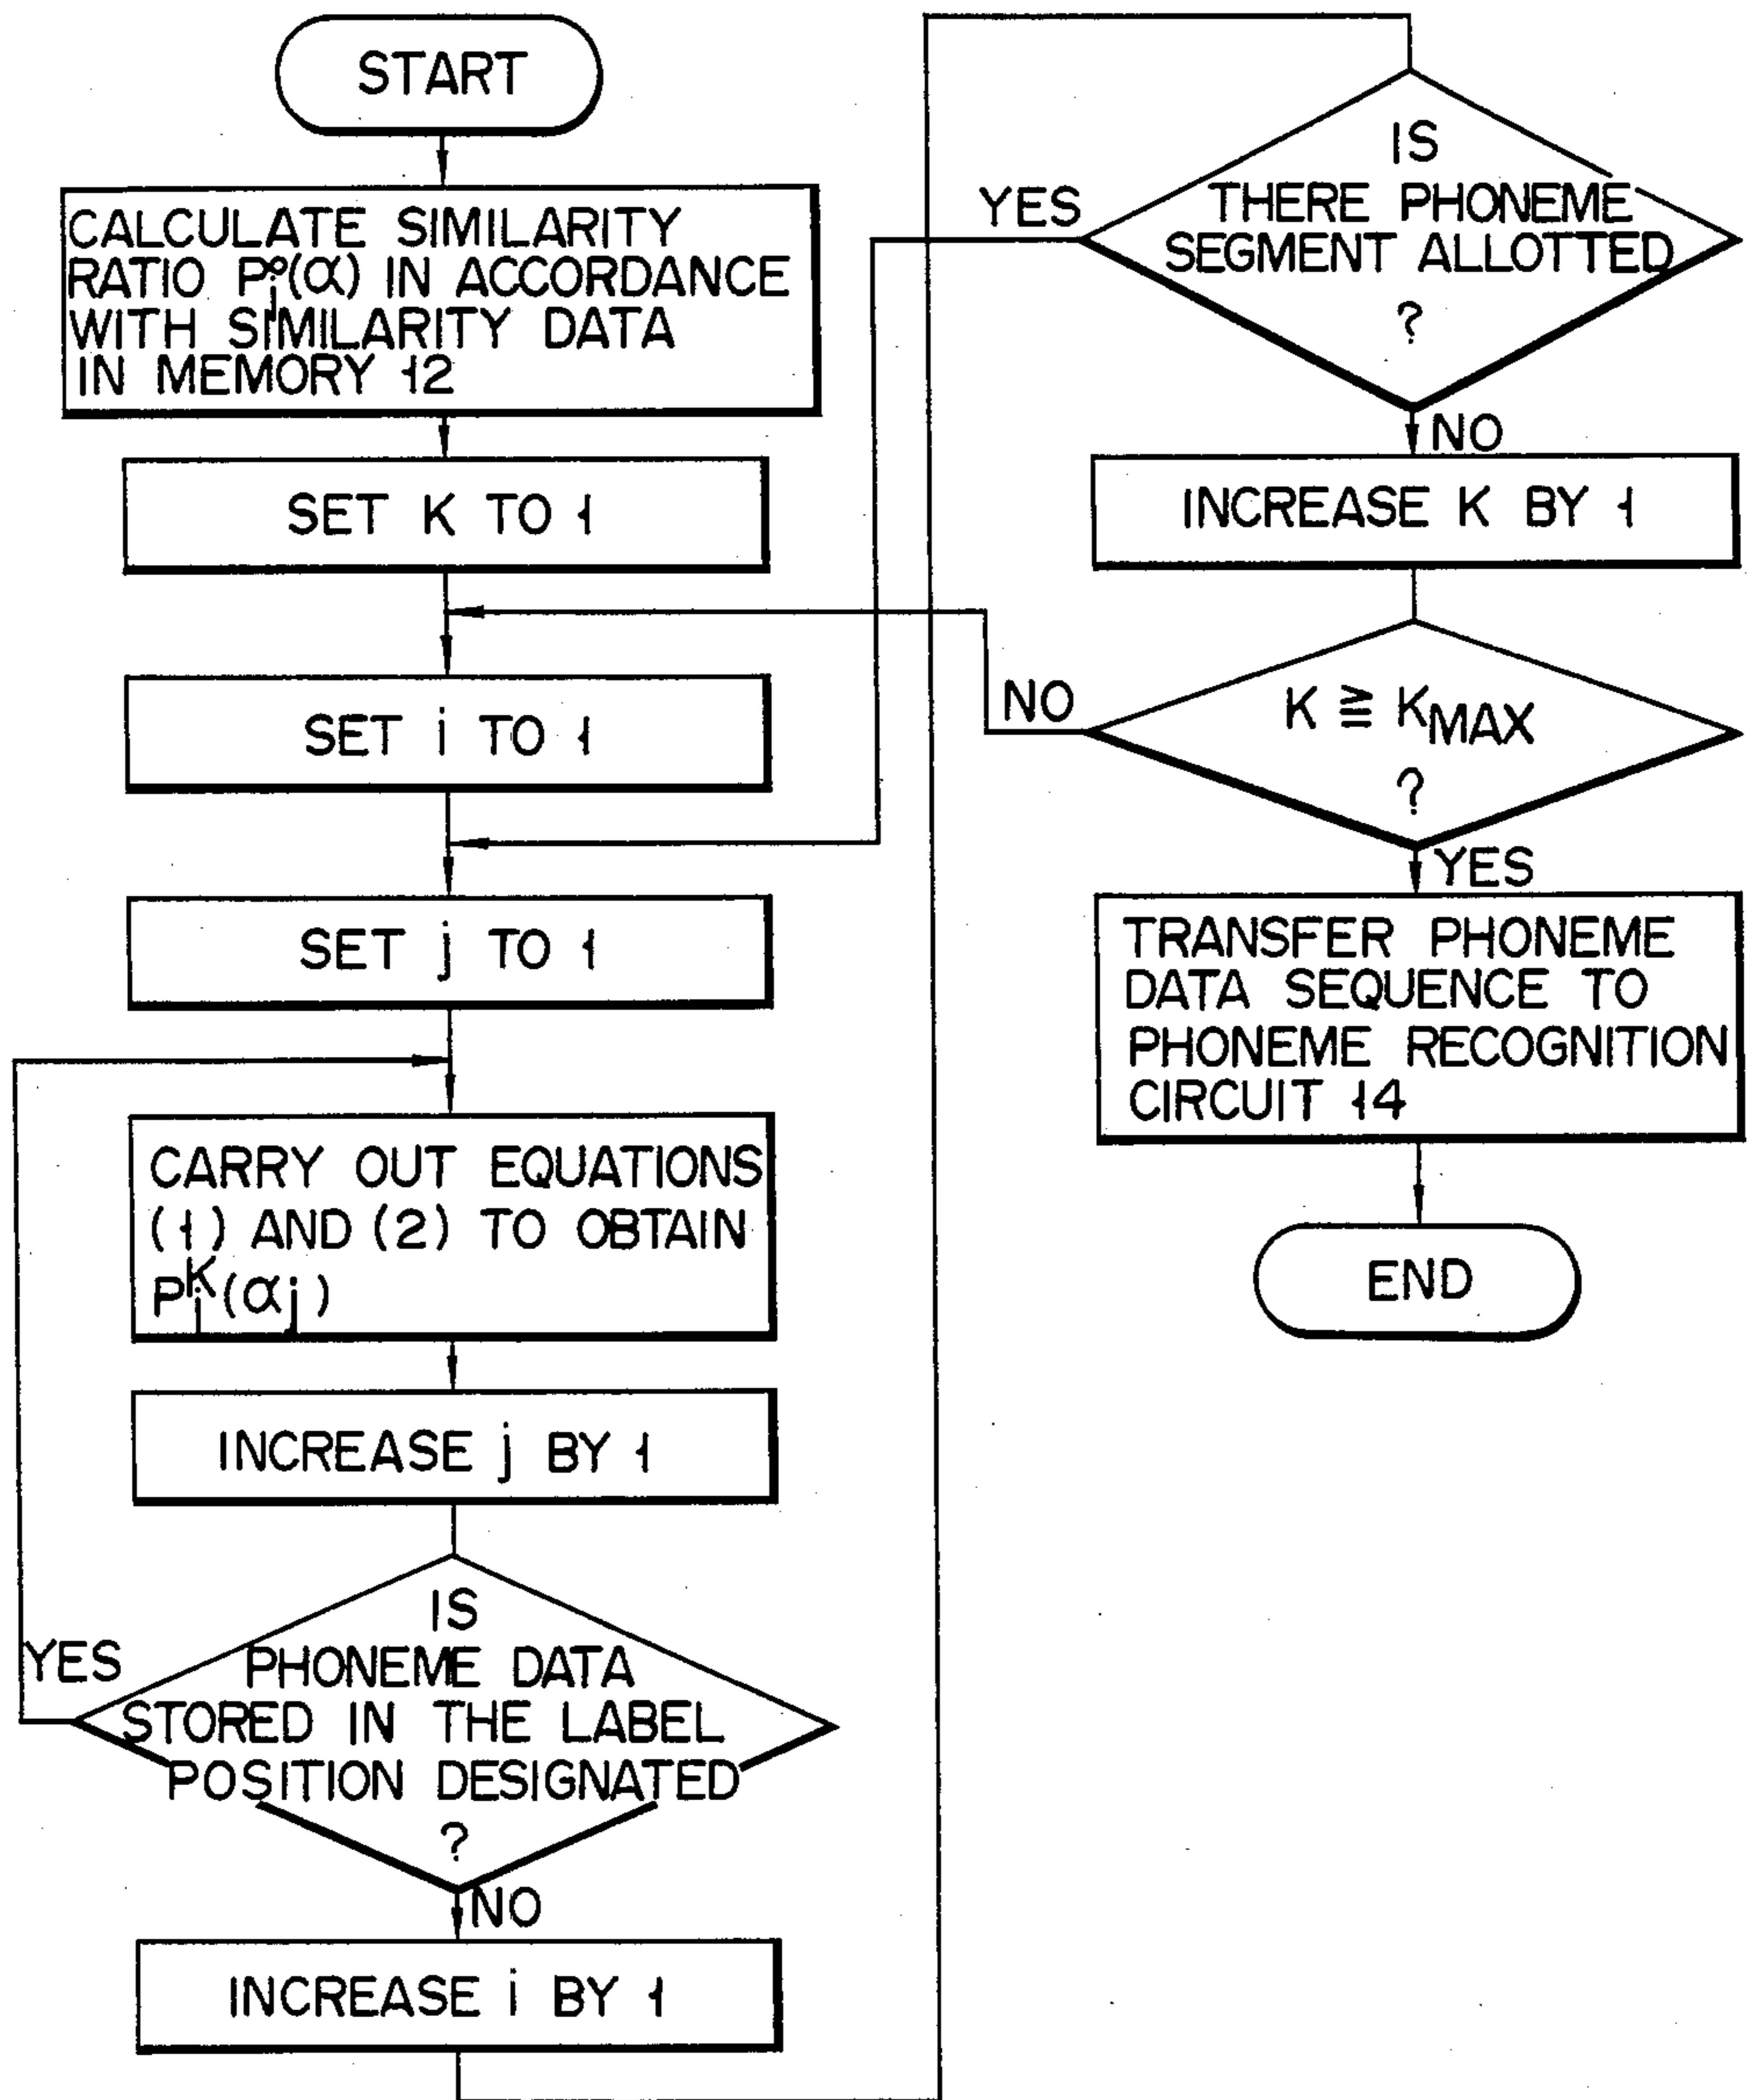 START
CALCULATE SIMILARITY
RATIO P°j(α) IN ACCORDANCE
WITH SIMILARITY DATA
IN MEMORY 12
SET K TO 1
SET i TO 1
SET j TO 1
CARRY OUT EQUATIONS
(1) AND (2) TO OBTAIN
P^K_i(αj)
INCREASE j BY 1
IS
PHONEME DATA
STORED IN THE LABEL
POSITION DESIGNATED
?
YES
NO
INCREASE i BY 1
IS
THERE PHONEME
SEGMENT ALLOTTED
?
YES
NO
INCREASE K BY 1
K ≧ KMAX
?
NO
YES
TRANSFER PHONEME
DATA SEQUENCE TO
PHONEME RECOGNITION
CIRCUIT 14
END